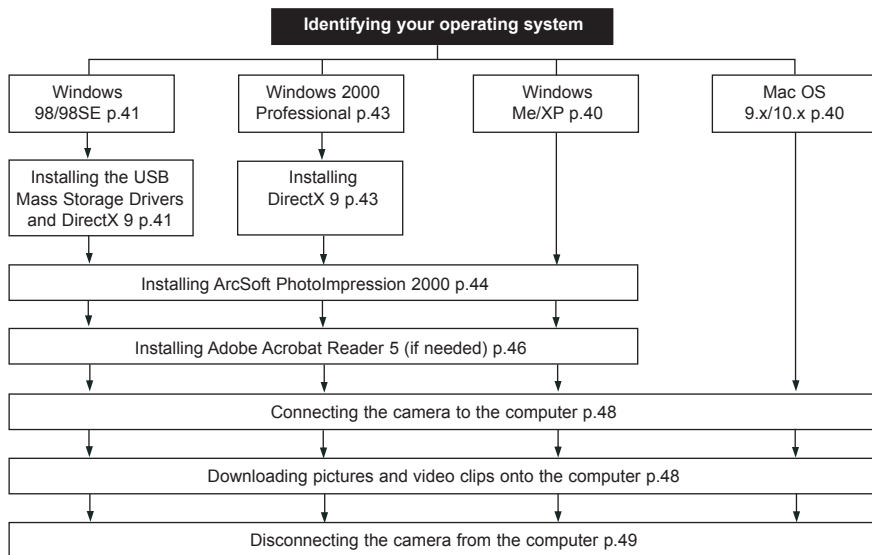 Identifying your operating system
Windows
98/98SE p.41
Windows 2000
Professional p.43
Windows
Me/XP p.40
Mac OS
9.x/10.x p.40
Installing the USB
Mass Storage Drivers
and DirectX 9 p.41
Installing
DirectX 9 p.43
Installing ArcSoft PhotoImpression 2000 p.44
Installing Adobe Acrobat Reader 5 (if needed) p.46
Connecting the camera to the computer p.48
Downloading pictures and video clips onto the computer p.48
Disconnecting the camera from the computer p.49